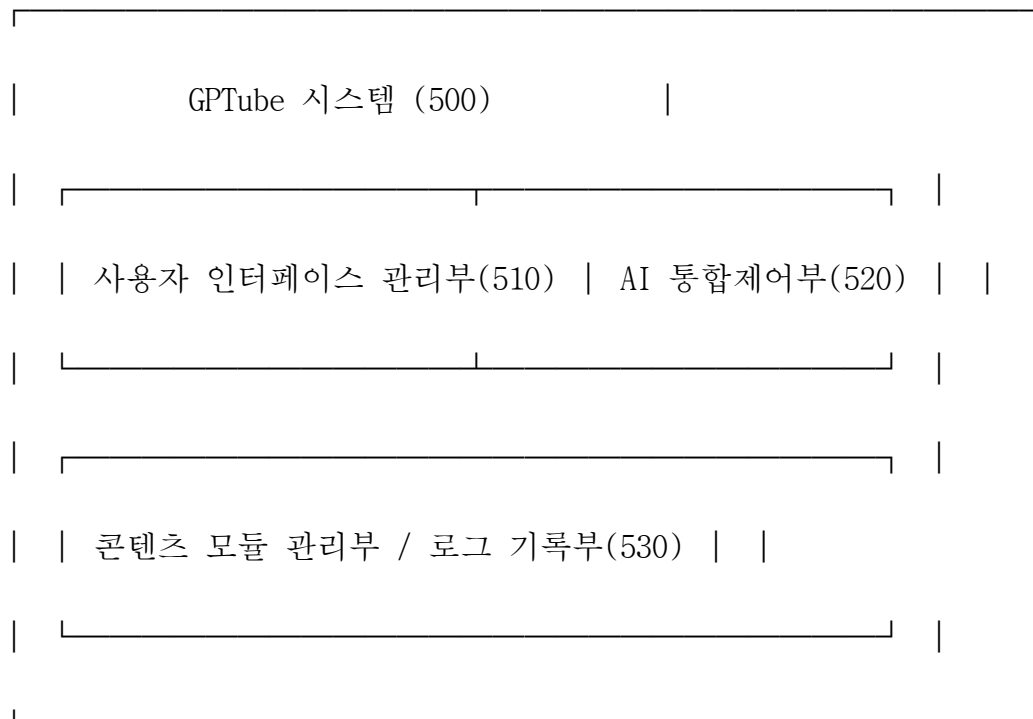 GPTube 시스템 (500)
사용자 인터페이스 관리부(510) | AI 통합제어부(520)
콘텐츠 모듈 관리부 / 로그 기록부(530)